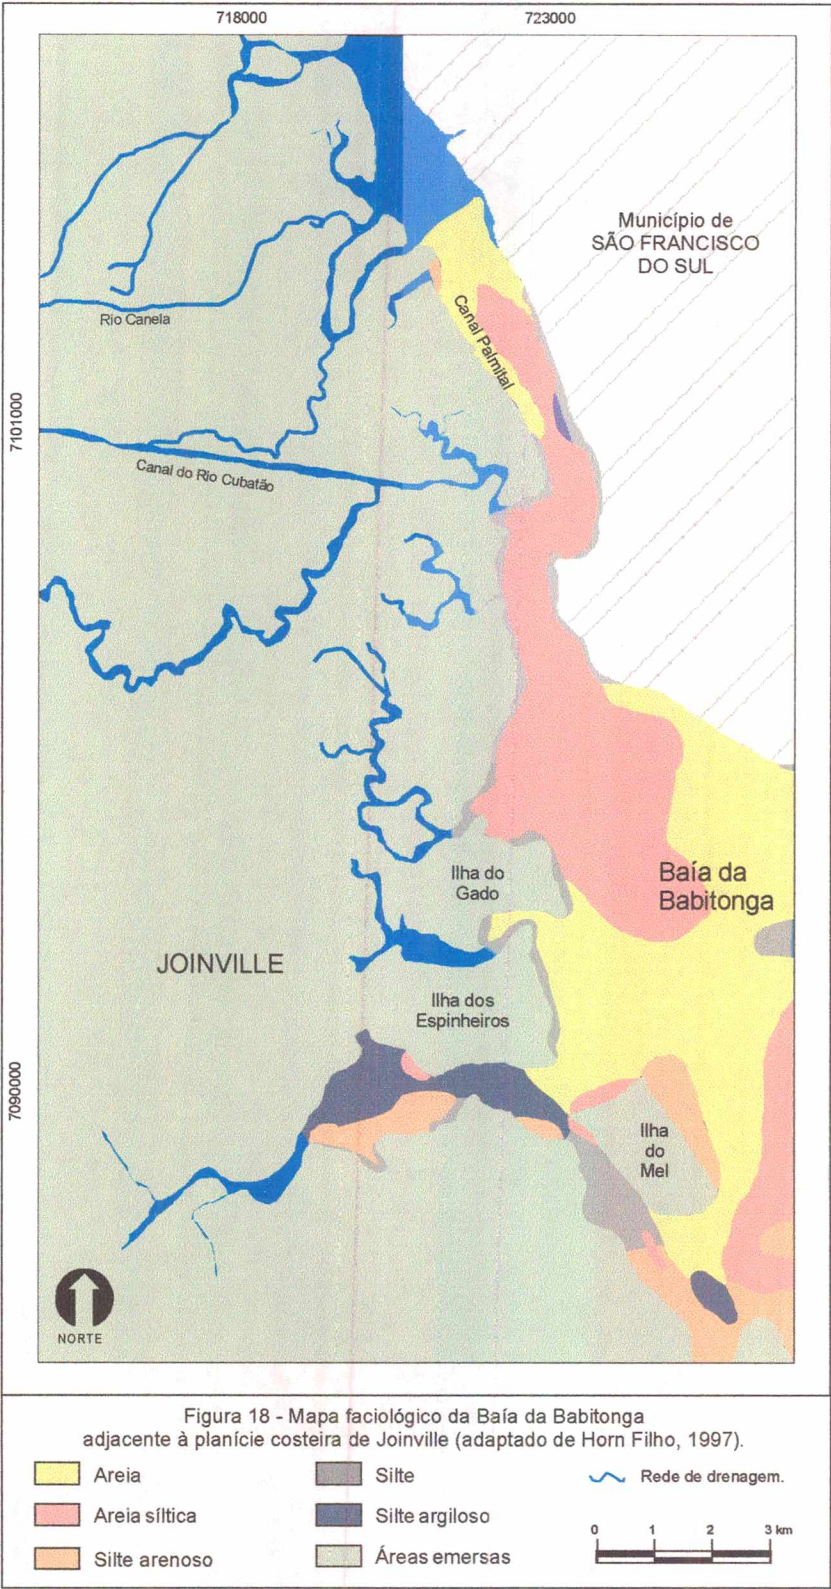 718000
723000
Município de
SÃO FRANCISCO
DO SUL
Rio Canela
Canal Palmital
7101000
Canal do Rio Cubatão
Ilha do
Gado
Baía da
Babitonga
JOINVILLE
Ilha dos
Espinheiros
7090000
Ilha
do
Mel
NORTE
Figura 18 - Mapa faciológico da Baía da Babitonga
adjacente à planície costeira de Joinville (adaptado de Horn Filho, 1997).
Areia
Silte
Rede de drenagem.
Areia síltica
Silte argiloso
Silte arenoso
Áreas emersas
0 1 2 3 km